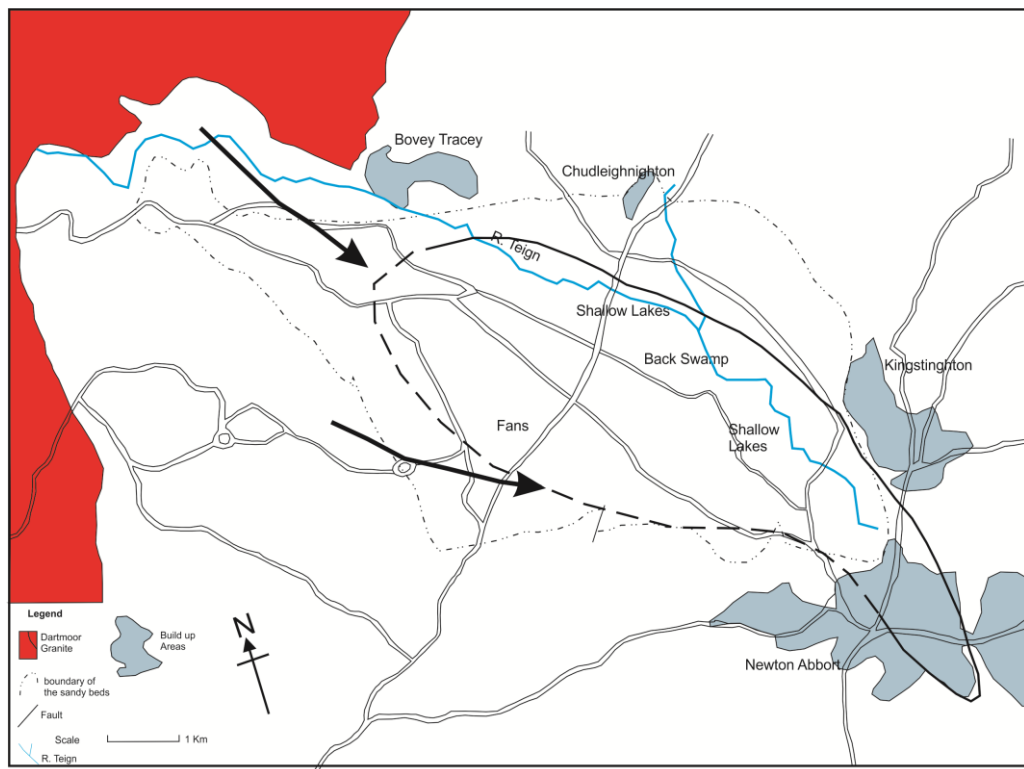 Bovey Tracey
Chudleighnighton
R. Teign
Shallow Lakes
Back Swamp
Kingstinghton
Fans
Shallow
Lakes
Newton Abbort
N
Legend
Dartmoor
Granite
Build up
Areas
boundary of
the sandy beds
Fault
Scale
1 Km
R. Teign